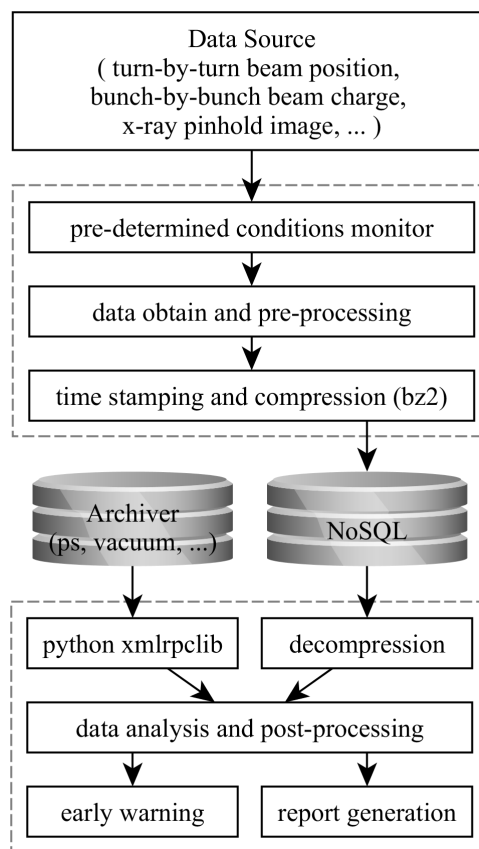 Data Source
( turn-by-turn beam position,
bunch-by-bunch beam charge,
x-ray pinhold image, ... )
pre-determined conditions monitor
data obtain and pre-processing
time stamping and compression (bz2)
Archiver
(ps, vacuum, ...)
NoSQL
python xmlrpclib
decompression
data analysis and post-processing
early warning
report generation